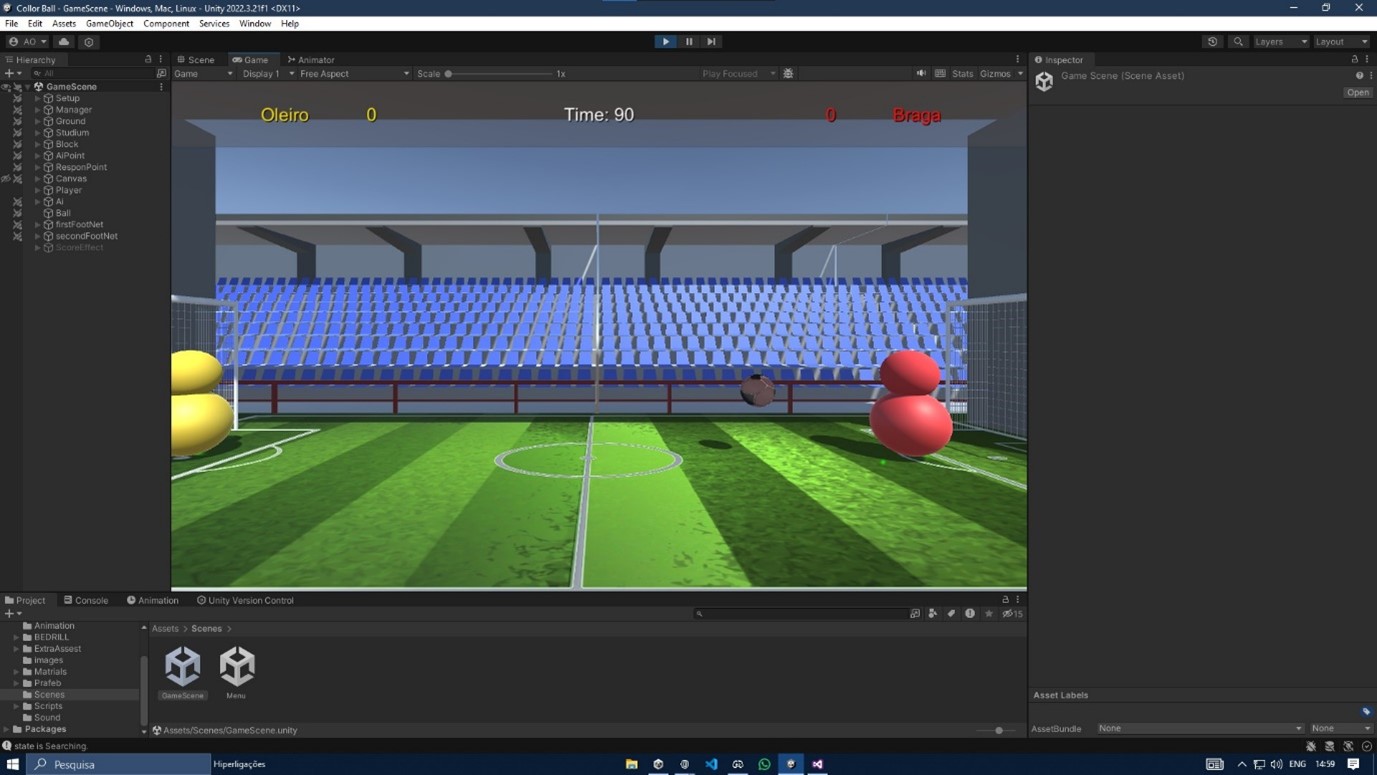 Collor Ball - GameScene - Windows, Mac, Linux - Unity 2022.3.21f1 <DX11>
File Edit Assets GameObject Component Services Window Help
AO Layers Layout
Hierarchy Scene Game Animator Inspector
All Game Display 1 Free Aspect Scale 1x Play Focused Stats Gizmos Game Scene (Scene Asset)
Open
GameScene
Setup
Manager
Ground
Studium
Block
AiPoint
ResponPoint
Canvas
Player
Ai
Ball
firstFootNet
secondFootNet
ScoreEffect
Oleiro 0 Time: 90 0 Braga
Project Console Animation Unity Version Control
15
Animation
BEDRILL
ExtraAssest
images
Matrials
Prafeb
Scenes
Scripts
Sound
Packages
Assets > Scenes >
GameScene Menu
Assets/Scenes/GameScene.unity
Asset Labels
AssetBundle None None
state is Searching.
Pesquisa Hiperligações ENG 14:59